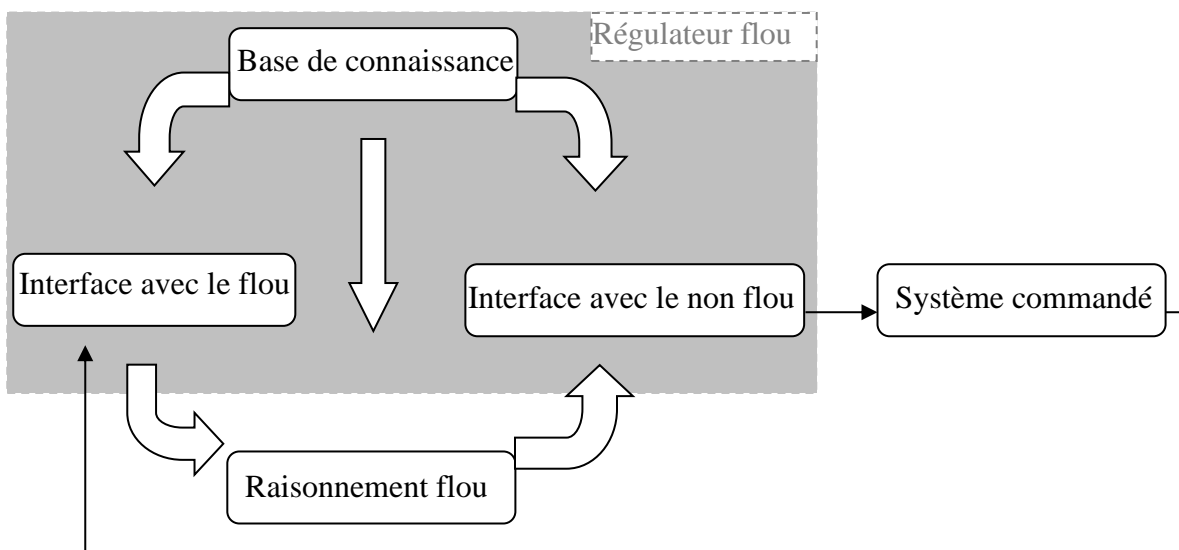 Régulateur flou
Base de connaissance
Interface avec le flou
Interface avec le non flou
Système commandé
Raisonnement flou